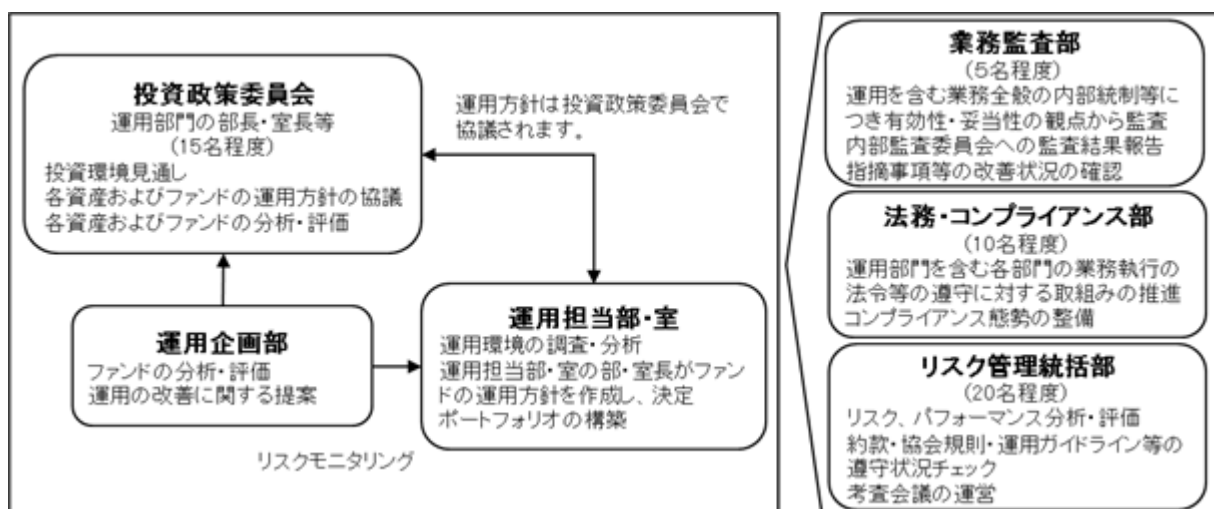 投資政策委員会
運用部門の部長・室長等
(15名程度)
投資環境見通し
各資産およびファンドの運用方針の協議
各資産およびファンドの分析・評価
運用方針は投資政策委員会で
協議されます。
運用企画部
ファンドの分析・評価
運用の改善に関する提案
運用担当部・室
運用環境の調査・分析
運用担当部・室の部・室長がファン
ドの運用方針を作成し、決定
ポートフォリオの構築
リスクモニタリング
業務監査部
(5名程度)
運用を含む業務全般の内部統制等に
つき有効性・妥当性の観点から監査
内部監査委員会への監査結果報告
指摘事項等の改善状況の確認
法務・コンプライアンス部
(10名程度)
運用部門を含む各部門の業務執行の
法令等の遵守に対する取組みの推進
コンプライアンス態勢の整備
リスク管理統括部
(20名程度)
リスク、パフォーマンス分析・評価
約款・協会規則・運用ガイドライン等の
遵守状況チェック
考査会議の運営